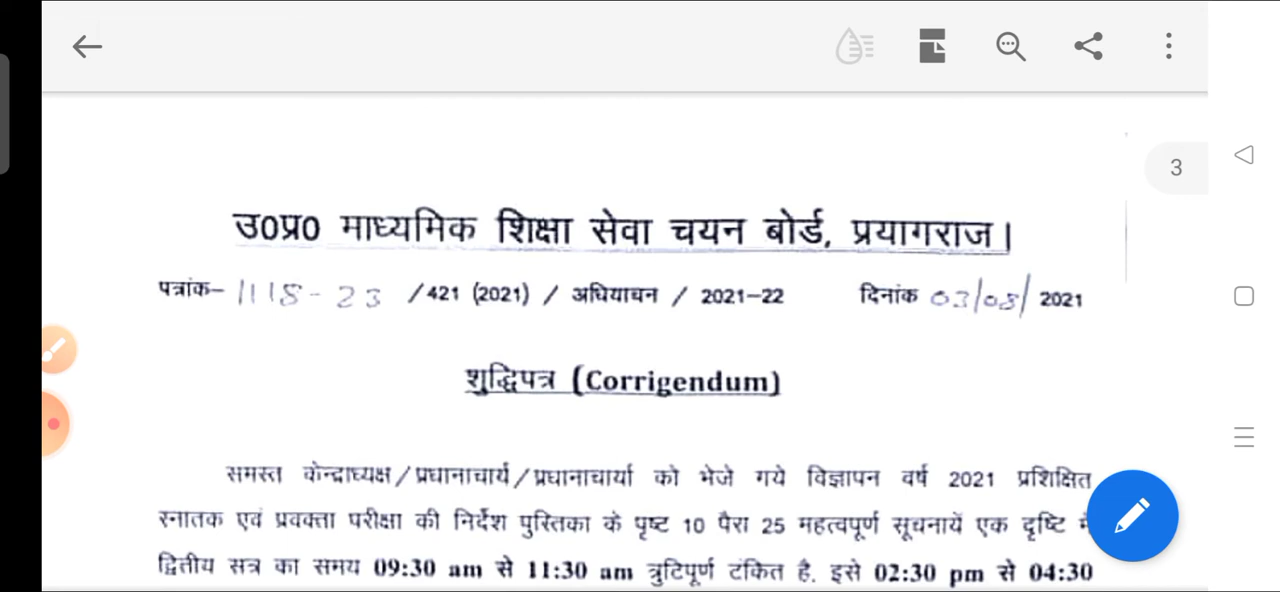 3
उ0प्र0 माध्यमिक शिक्षा सेवा चयन बोर्ड, प्रयागराज।
पत्रांक– 1118-23 /421 (2021) / अधियाचन / 2021–22 दिनांक 03/08/ 2021
शुद्धिपत्र (Corrigendum)
समस्त केन्द्राध्यक्ष/प्रधानाचार्य/प्रधानाचार्या को भेजे गये विज्ञापन वर्ष 2021 प्रशिक्षित
स्नातक एवं प्रवक्ता परीक्षा की निर्देश पुस्तिका के पृष्ट 10 पैरा 25 महत्वपूर्ण सूचनायें एक दृष्टि में
द्वितीय सत्र का समय 09:30 am से 11:30 am त्रुटिपूर्ण टंकित है, इसे 02:30 pm से 04:30